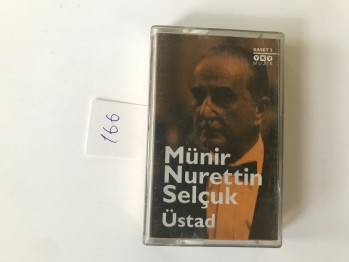 KASET 1
YKY
MÜZİK
Münir
Nurettin
Selçuk
Üstad
166